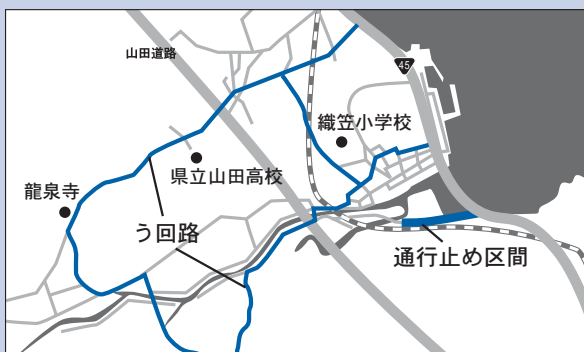 山田道路
45
織笠小学校
県立山田高校
龍泉寺
う回路
通行止め区間